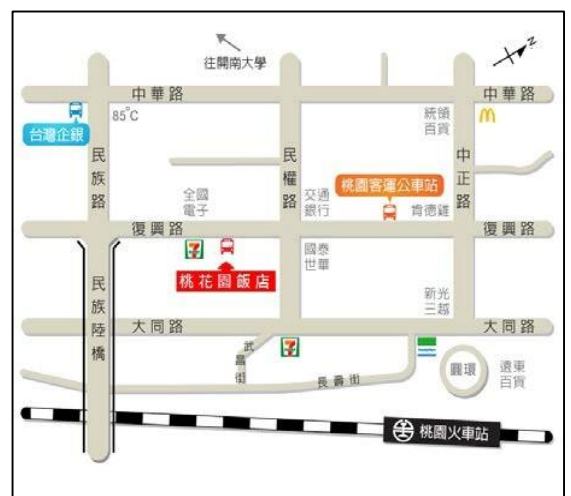 往開南大學
N
中華路
中華路
85°C
統領
百貨
台灣企銀
民族路
民權路
中正路
桃園客運公車站
全國
電子
交通
銀行
肯德雞
復興路
復興路
7
ELEVEN
桃花園飯店
國泰
世華
民族陸橋
新光
三越
大同路
大同路
武昌街
7
ELEVEN
長壽街
圓環
遠東
百貨
桃園火車站